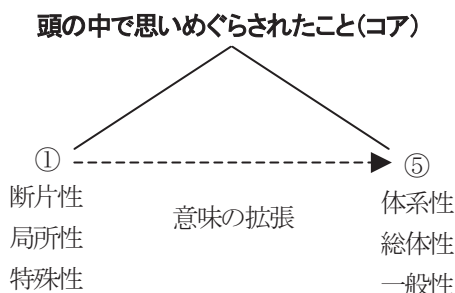 頭の中で思いめぐらされたこと(コア)
① ⑤
断片性 体系性
意味の拡張
局所性 総体性
特殊性 一般性